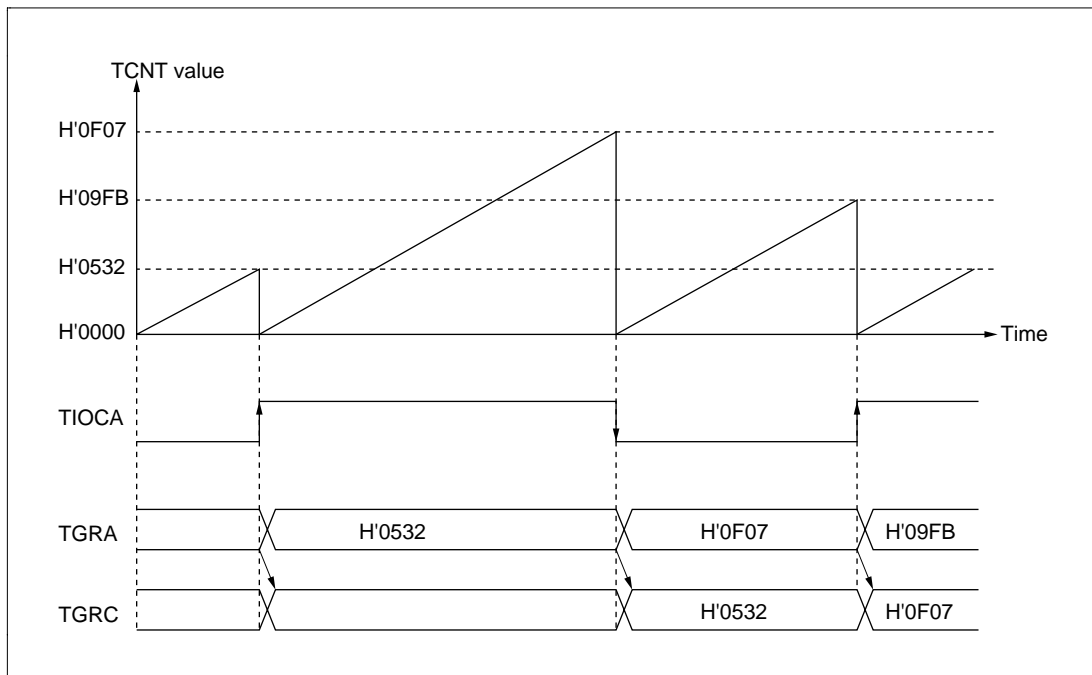 TCNT value
H'0F07
H'09FB
H'0532
H'0000
Time
TIOCA
TGRA
H'0532
H'0F07
H'09FB
TGRC
H'0532
H'0F07